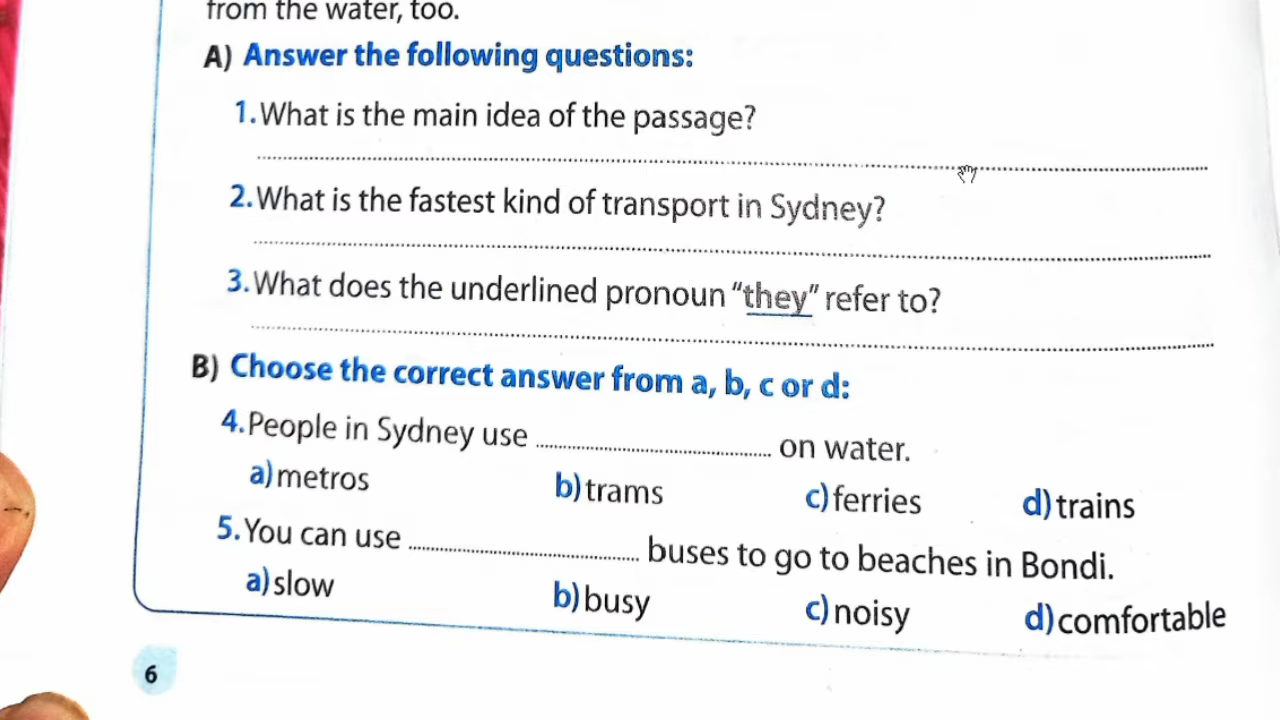 from the water, too.
A) Answer the following questions:
1. What is the main idea of the passage?
2. What is the fastest kind of transport in Sydney?
3. What does the underlined pronoun "they" refer to?
B) Choose the correct answer from a, b, c or d:
4. People in Sydney use .......... on water.
a) metros b) trams c) ferries d) trains
5. You can use .......... buses to go to beaches in Bondi.
a) slow b) busy c) noisy d) comfortable
6